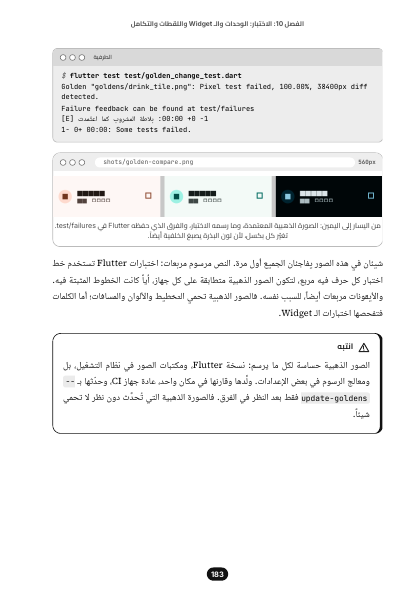 الفصل 10: الاختبار: الوحدات والـ Widget واللقطات والتكامل
الطرفية
$ flutter test test/golden_change_test.dart
Golden "goldens/drink_tile.png": Pixel test failed, 100.00%, 38400px diff
detected.
Failure feedback can be found at test/failures
00:00 +0 -1: بلاطة المشروب كما اعتمدت [E]
1- 0+ 00:00: Some tests failed.
shots/golden-compare.png
560px
من اليسار إلى اليمين: الصورة الذهبية المعتمدة، وما رسمه الاختبار، والفرق الذي حفظه Flutter في test/failures.
تغيّر كل بكسل، لأن لون البذرة يصبغ الخلفية أيضاً.
شيئان في هذه الصور يفاجئان الجميع أول مرة. النص مرسوم مربعات: اختبارات Flutter تستخدم خط
اختبار كل حرف فيه مربع، لتكون الصور الذهبية متطابقة على كل جهاز، أياً كانت الخطوط المثبتة فيه.
والأيقونات مربعات أيضاً، للسبب نفسه. فالصورة الذهبية تحمي التخطيط والألوان والمسافات؛ أما الكلمات
فتفحصها اختبارات الـ Widget.
انتبه
الصور الذهبية حساسة لكل ما يرسم: نسخة Flutter، ومكتبات الصور في نظام التشغيل، بل
ومعالج الرسوم في بعض الإعدادات. ولّدها وقارنها في مكان واحد، عادة جهاز CI، وحدّثها بـ --
update-goldens فقط بعد النظر في الفرق. فالصورة الذهبية التي تُحدَّث دون نظر لا تحمي
شيئاً.
183